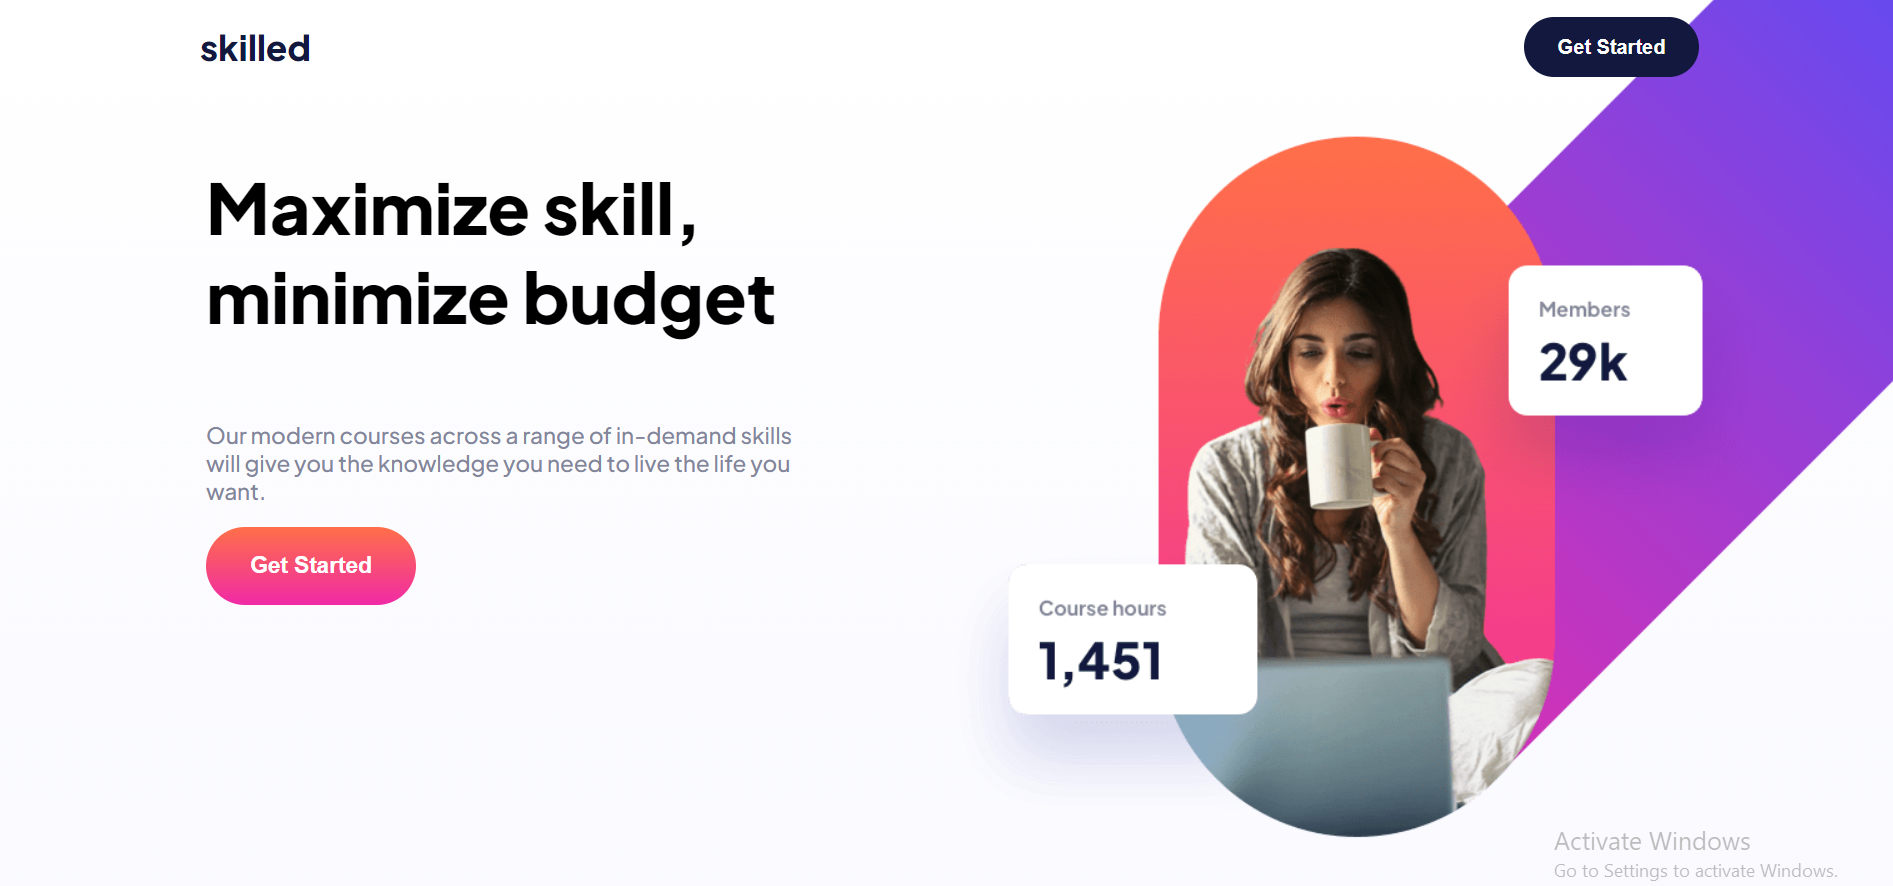 skilled
Get Started
Maximize skill,
minimize budget
Our modern courses across a range of in-demand skills
will give you the knowledge you need to live the life you
want.
Get Started
Members
29k
Course hours
1,451
Activate Windows
Go to Settings to activate Windows.